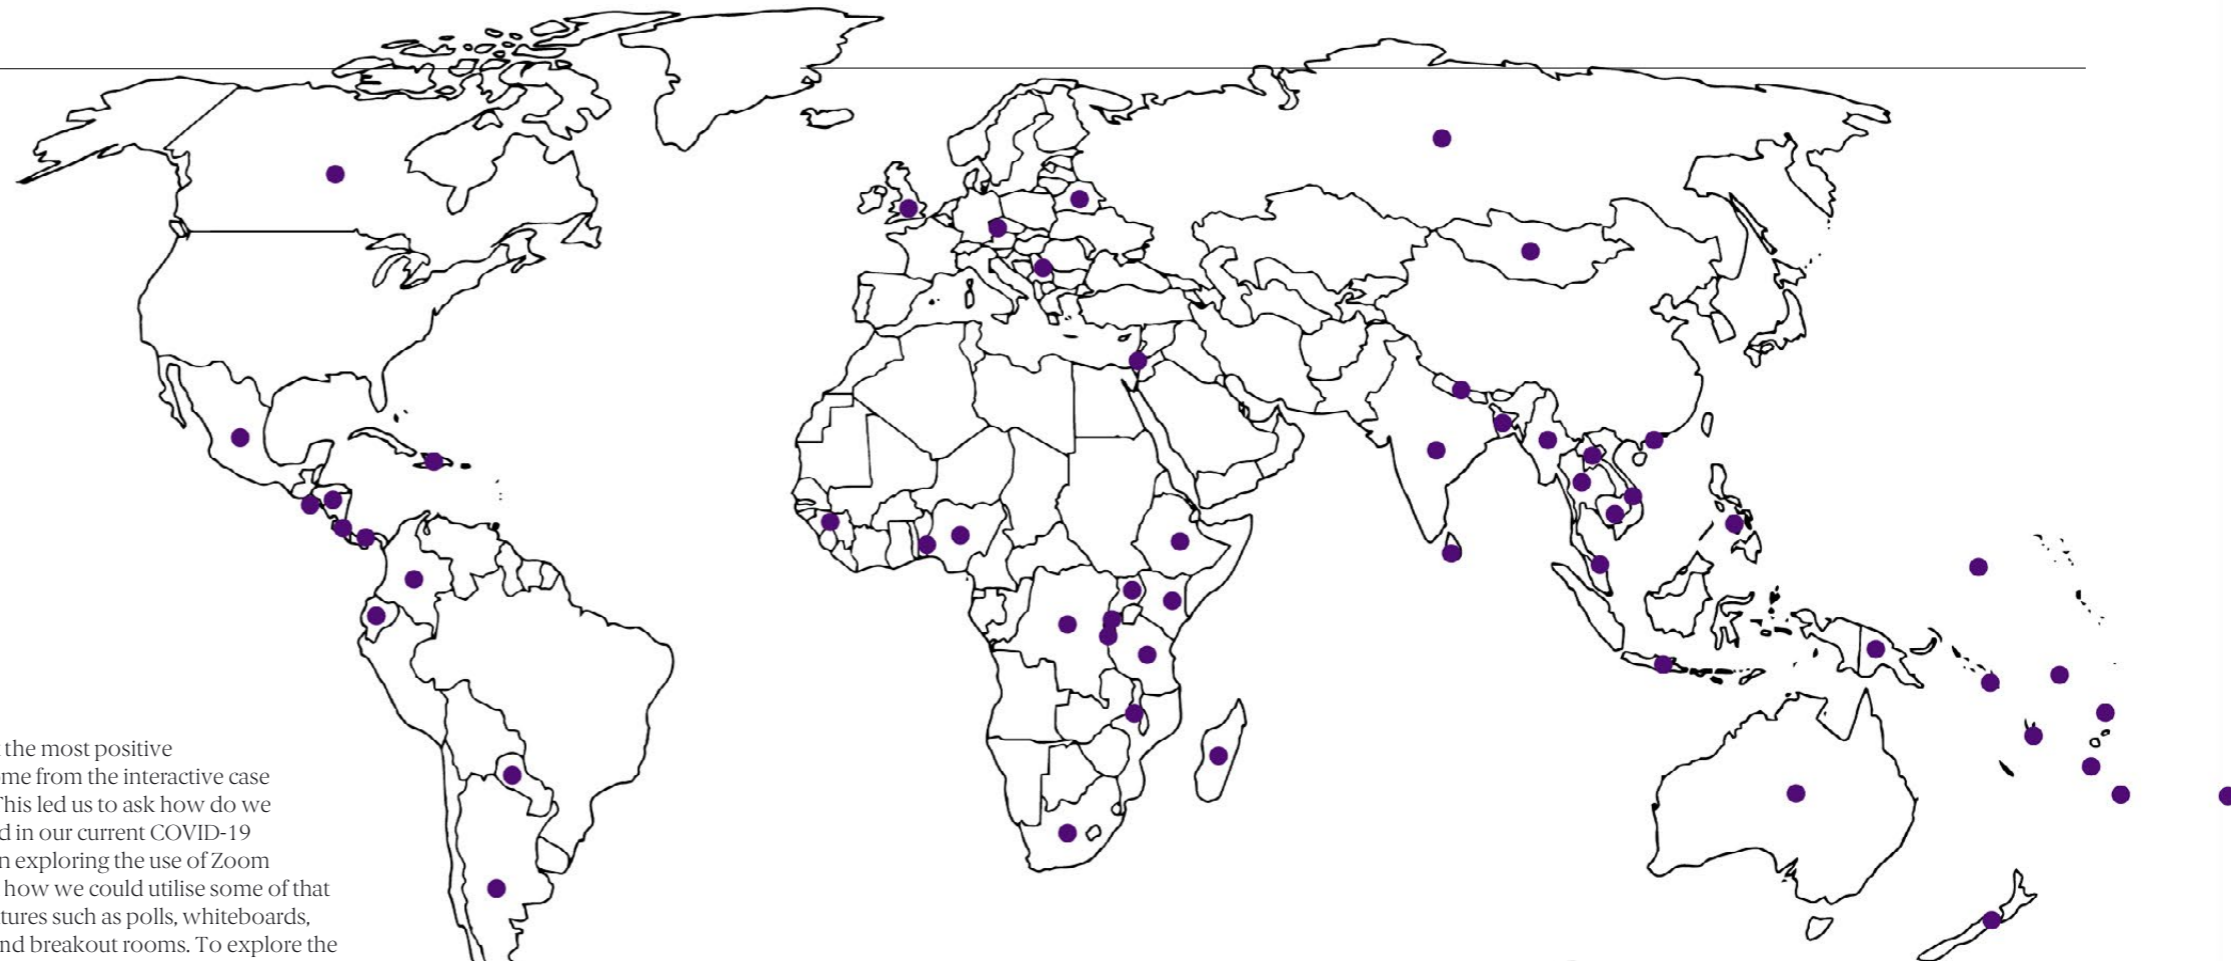 the most positive
ome from the interactive case
This led us to ask how do we
d in our current COVID-19
n exploring the use of Zoom
how we could utilise some of that
tures such as polls, whiteboards,
nd breakout rooms. To explore the